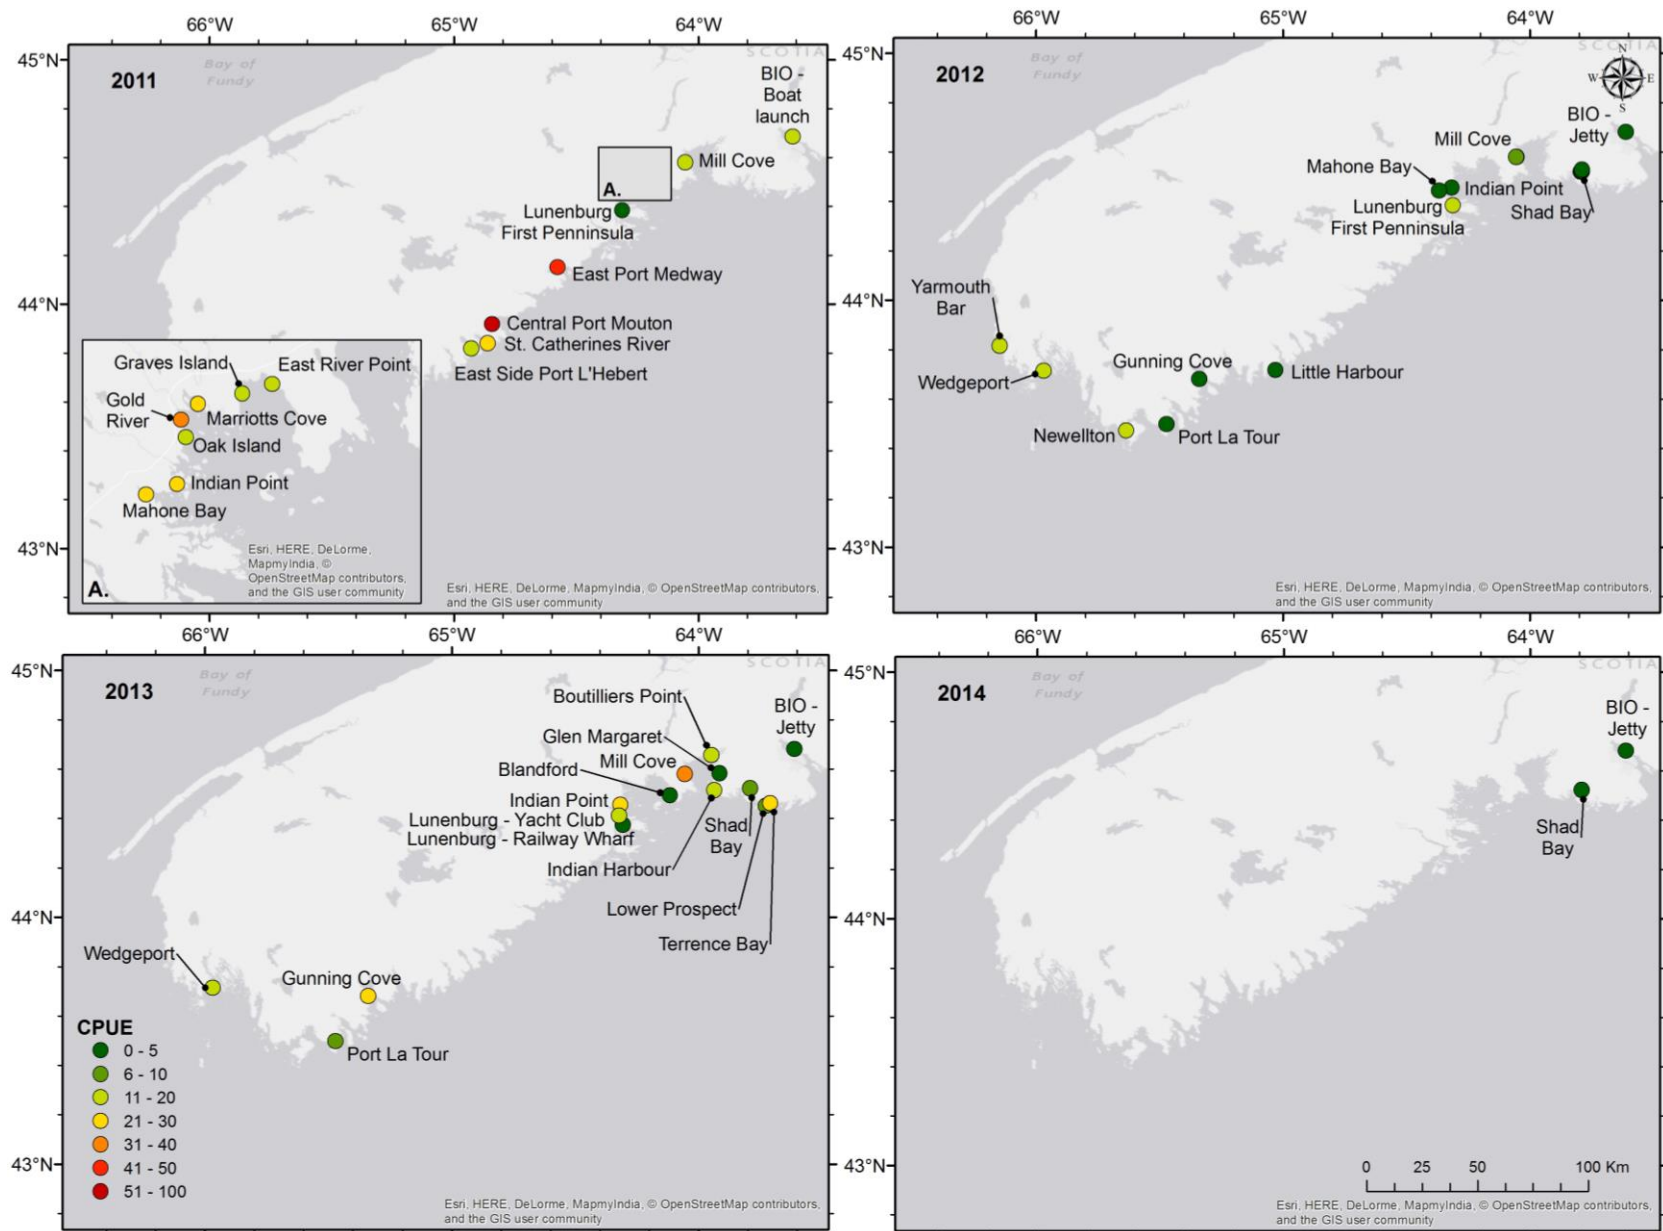 66°W
65°W
64°W
45°N
44°N
43°N
2011
Bay of
Fundy
SCOTIA
BIO -
Boat
launch
Mill Cove
A.
Lunenburg
First Penninsula
East Port Medway
Central Port Mouton
St. Catherines River
East Side Port L'Hebert
Graves Island
East River Point
Gold
River
Marriotts Cove
Oak Island
Indian Point
Mahone Bay
Esri, HERE, DeLorme,
MapmyIndia, ©
OpenStreetMap contributors,
and the GIS user community
A.
Esri, HERE, DeLorme, MapmyIndia, © OpenStreetMap contributors,
and the GIS user community
66°W
65°W
64°W
45°N
44°N
43°N
2012
Bay of
Fundy
SCOTIA
N
W
E
S
BIO -
Jetty
Mill Cove
Mahone Bay
Indian Point
Shad Bay
Lunenburg
First Penninsula
Yarmouth
Bar
Wedgeport
Gunning Cove
Little Harbour
Newellton
Port La Tour
Esri, HERE, DeLorme, MapmyIndia, © OpenStreetMap contributors,
and the GIS user community
66°W
65°W
64°W
45°N
44°N
43°N
2013
Bay of
Fundy
SCOTIA
Boutilliers Point
BIO -
Jetty
Glen Margaret
Mill Cove
Blandford
Indian Point
Lunenburg - Yacht Club
Lunenburg - Railway Wharf
Shad
Bay
Indian Harbour
Lower Prospect
Terrence Bay
Wedgeport
Gunning Cove
Port La Tour
CPUE
0 - 5
6 - 10
11 - 20
21 - 30
31 - 40
41 - 50
51 - 100
Esri, HERE, DeLorme, MapmyIndia, © OpenStreetMap contributors,
and the GIS user community
66°W
65°W
64°W
45°N
44°N
43°N
2014
Bay of
Fundy
SCOTIA
BIO -
Jetty
Shad
Bay
0 25 50 100 Km
Esri, HERE, DeLorme, MapmyIndia, © OpenStreetMap contributors,
and the GIS user community